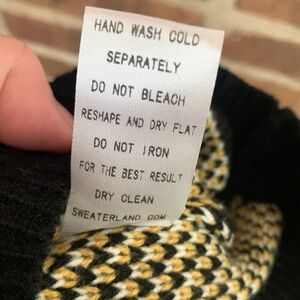 HAND WASH COLD
SEPARATELY
DO NOT BLEACH
RESHAPE AND DRY FLAT
DO NOT IRON
FOR THE BEST RESULT
DRY CLEAN
SWEATERLAND.COM